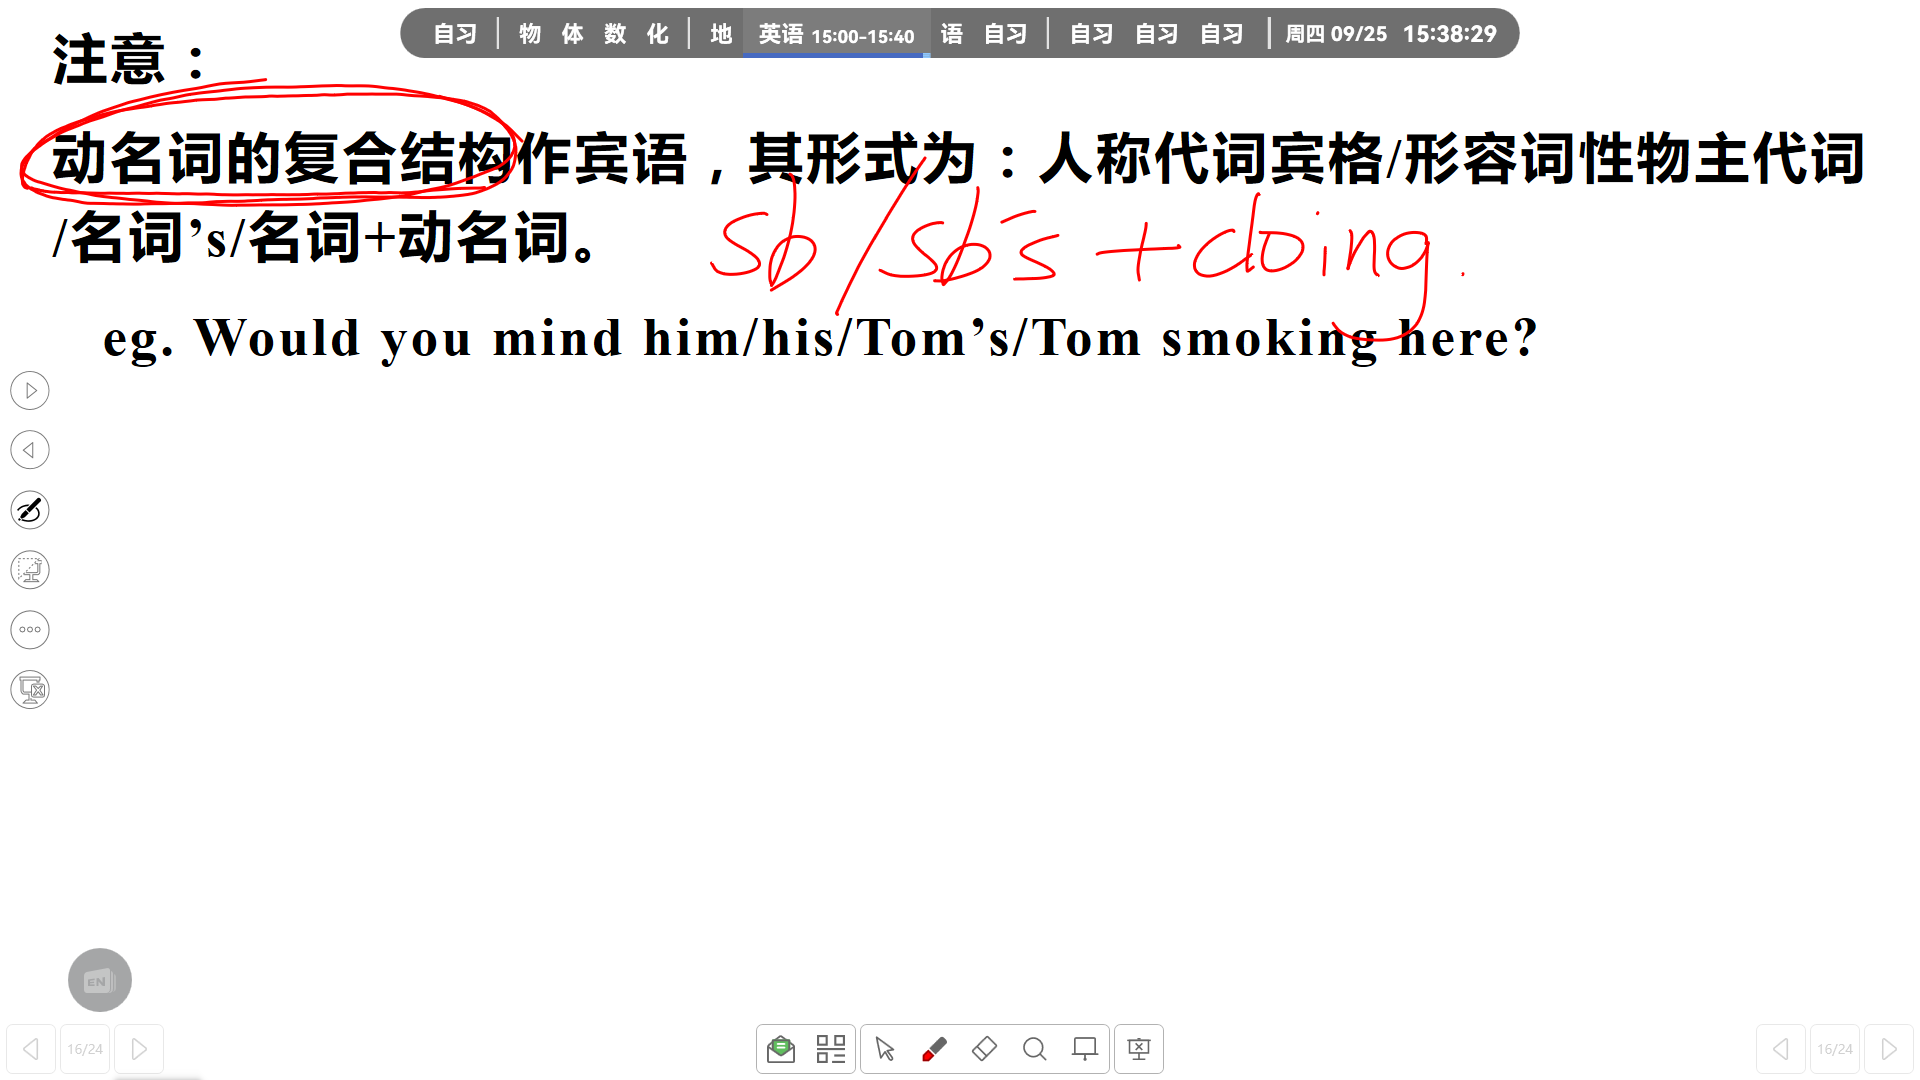 自习 | 物 体 数 化 | 地 英语 15:00-15:40 语 自习 | 自习 自习 自习 | 周四 09/25 15:38:29
注意：
动名词的复合结构作宾语，其形式为：人称代词宾格/形容词性物主代词
/名词’s/名词+动名词。
sb/sb's+doing.
eg. Would you mind him/his/Tom’s/Tom smoking here?
EN
16/24
16/24